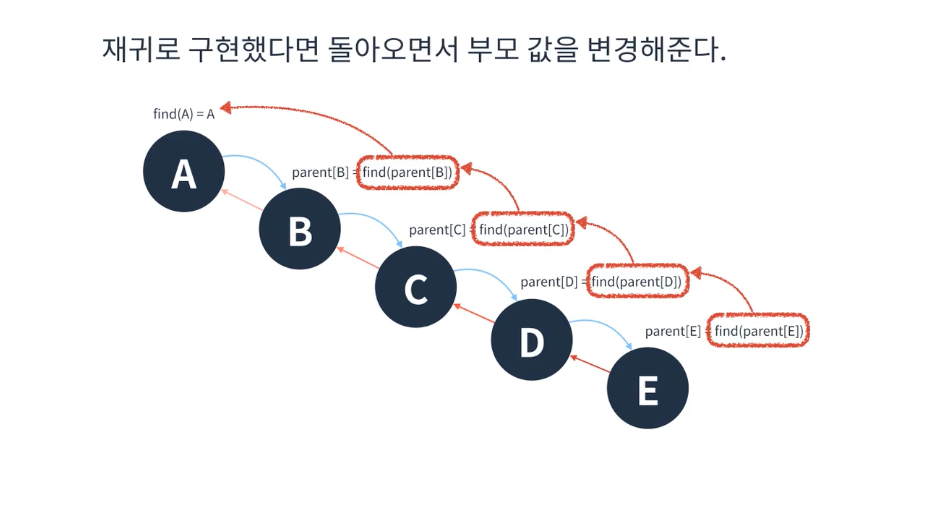 재귀로 구현했다면 돌아오면서 부모 값을 변경해준다.
find(A) = A
A
parent[B] = find(parent[B])
B
parent[C] = find(parent[C])
C
parent[D] = find(parent[D])
D
parent[E] = find(parent[E])
E